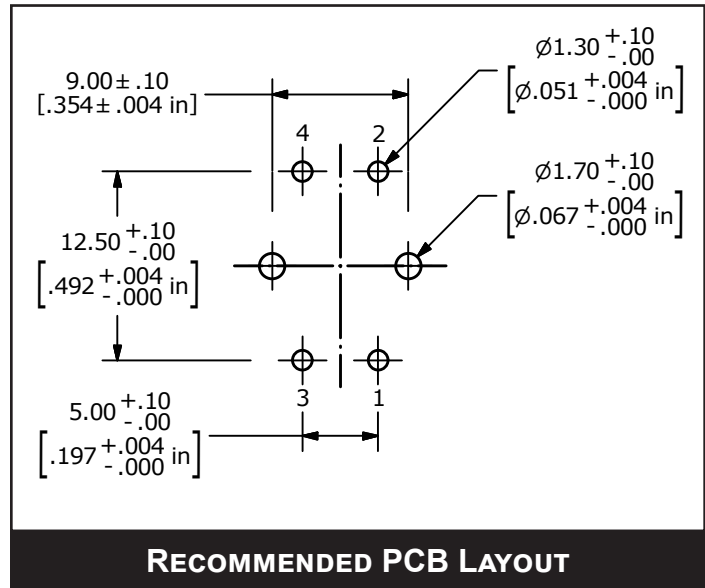 9.00± .10
[.354± .004 in]
Ø1.30 +.10 -.00
[Ø.051 +.004 -.000 in]
4 2
Ø1.70 +.10 -.00
[Ø.067 +.004 -.000 in]
12.50 +.10 -.00
[.492 +.004 -.000 in]
3 1
5.00 +.10 -.00
[.197 +.004 -.000 in]
RECOMMENDED PCB LAYOUT